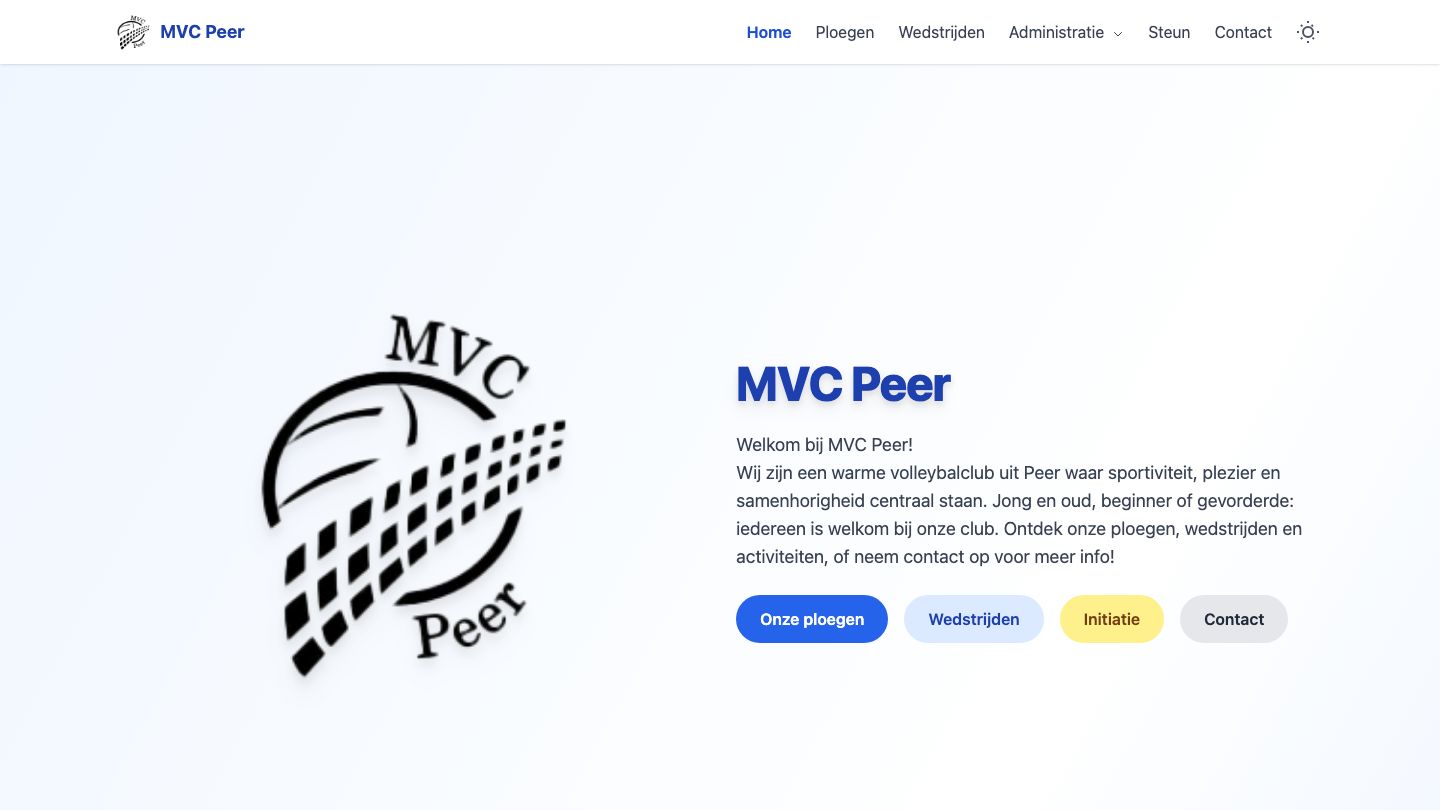 MVC
Peer
MVC Peer
Home
Ploegen
Wedstrijden
Administratie
Steun
Contact
MVC
Peer
MVC Peer
Welkom bij MVC Peer!
Wij zijn een warme volleybalclub uit Peer waar sportiviteit, plezier en
samenhorigheid centraal staan. Jong en oud, beginner of gevorderde:
iedereen is welkom bij onze club. Ontdek onze ploegen, wedstrijden en
activiteiten, of neem contact op voor meer info!
Onze ploegen
Wedstrijden
Initiatie
Contact